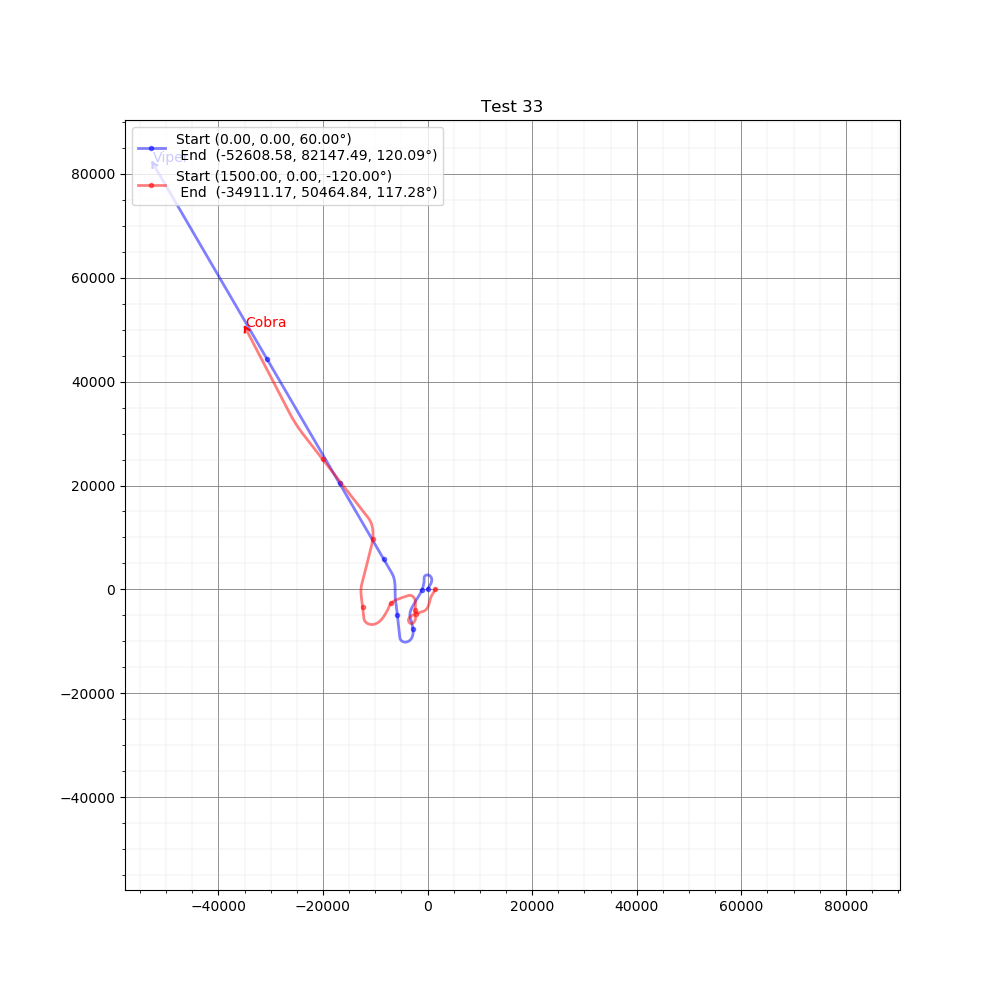 Test 33
Start (0.00, 0.00, 60.00°)
End (-52608.58, 82147.49, 120.09°)
Start (1500.00, 0.00, -120.00°)
End (-34911.17, 50464.84, 117.28°)
Viper
Cobra
80000
60000
40000
20000
0
−20000
−40000
−40000 −20000 0 20000 40000 60000 80000